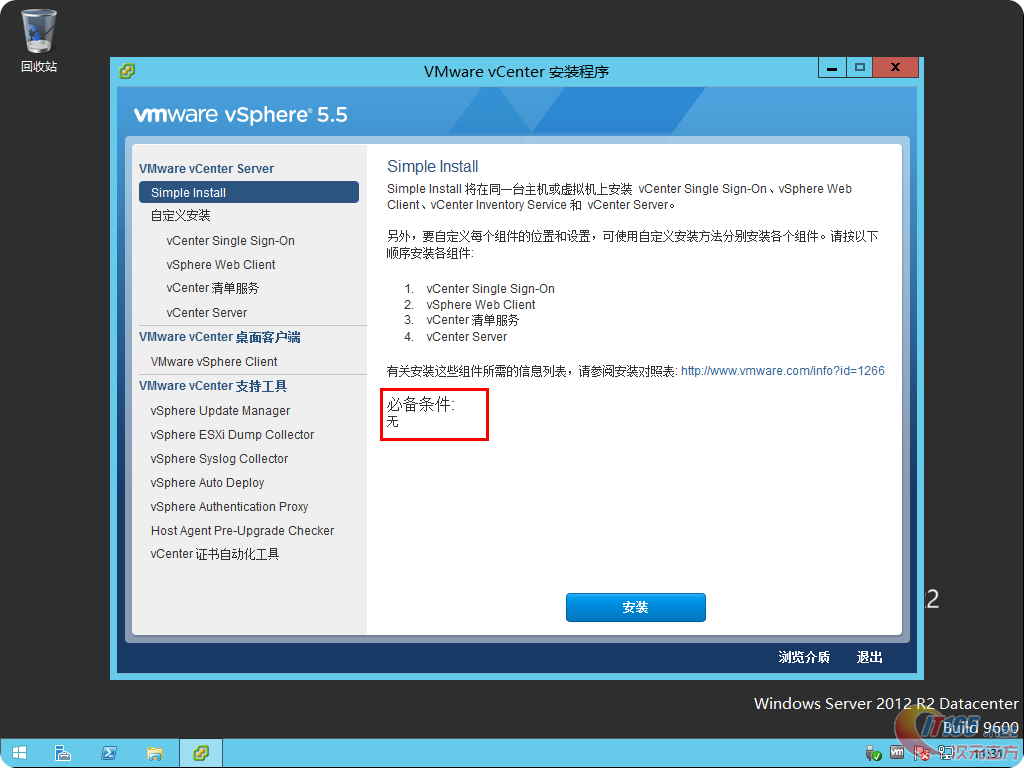 回收站
VMware vCenter 安装程序
vmware vSphere® 5.5
VMware vCenter Server
Simple Install
自定义安装
vCenter Single Sign-On
vSphere Web Client
vCenter 清单服务
vCenter Server
VMware vCenter 桌面客户端
VMware vSphere Client
VMware vCenter 支持工具
vSphere Update Manager
vSphere ESXi Dump Collector
vSphere Syslog Collector
vSphere Auto Deploy
vSphere Authentication Proxy
Host Agent Pre-Upgrade Checker
vCenter 证书自动化工具
Simple Install
Simple Install 将在同一台主机或虚拟机上安装 vCenter Single Sign-On、vSphere Web
Client、vCenter Inventory Service 和 vCenter Server。
另外，要自定义每个组件的位置和设置，可使用自定义安装方法分别安装各个组件。请按以下
顺序安装各组件:
1. vCenter Single Sign-On
2. vSphere Web Client
3. vCenter 清单服务
4. vCenter Server
有关安装这些组件所需的信息列表，请参阅安装对照表: http://www.vmware.com/info?id=1266
必备条件:
无
安装
浏览介质
退出
2
Windows Server 2012 R2 Datacenter
Build 9600
vm
11:31